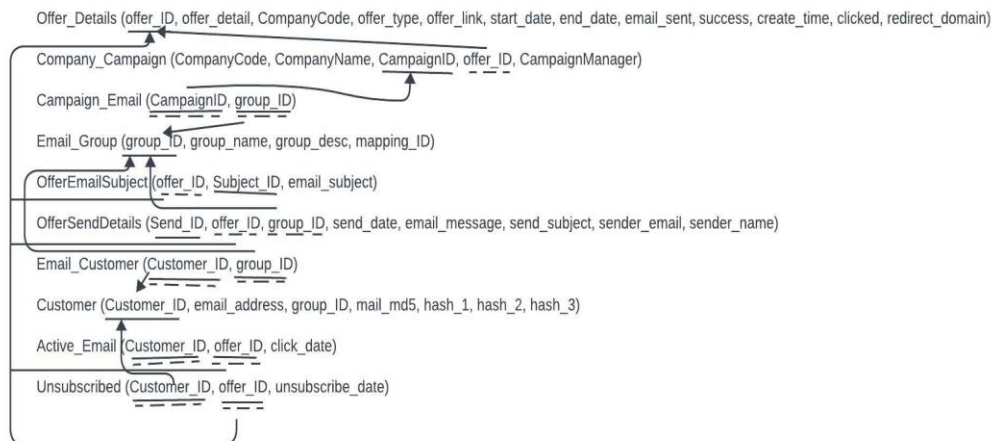 Offer_Details (offer_ID, offer_detail, CompanyCode, offer_type, offer_link, start_date, end_date, email_sent, success, create_time, clicked, redirect_domain)
Company_Campaign (CompanyCode, CompanyName, CampaignID, offer_ID, CampaignManager)
Campaign_Email (CampaignID, group_ID)
Email_Group (group_ID, group_name, group_desc, mapping_ID)
OfferEmailSubject (offer_ID, Subject_ID, email_subject)
OfferSendDetails (Send_ID, offer_ID, group_ID, send_date, email_message, send_subject, sender_email, sender_name)
Email_Customer (Customer_ID, group_ID)
Customer (Customer_ID, email_address, group_ID, mail_md5, hash_1, hash_2, hash_3)
Active_Email (Customer_ID, offer_ID, click_date)
Unsubscribed (Customer_ID, offer_ID, unsubscribe_date)